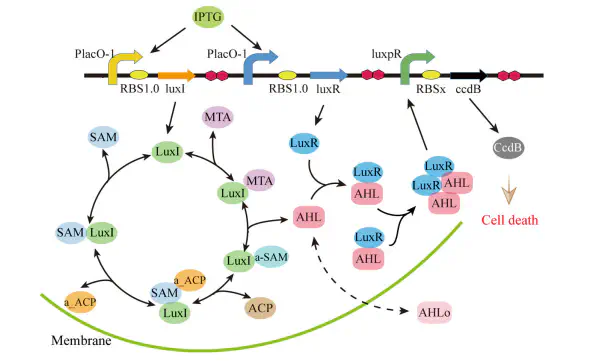 IPTG
PlacO-1
PlacO-1
luxpR
RBS1.0
luxI
RBS1.0
luxR
RBSx
ccdB
MTA
SAM
LuxI
LuxR
CcdB
MTA
LuxI
LuxR
AHL
LuxR
LuxR
AHL
AHL
Cell death
AHL
SAM
LuxI
LuxR
AHL
LuxI
a-SAM
a_ACP
a_ACP
SAM
LuxI
ACP
AHLo
Membrane